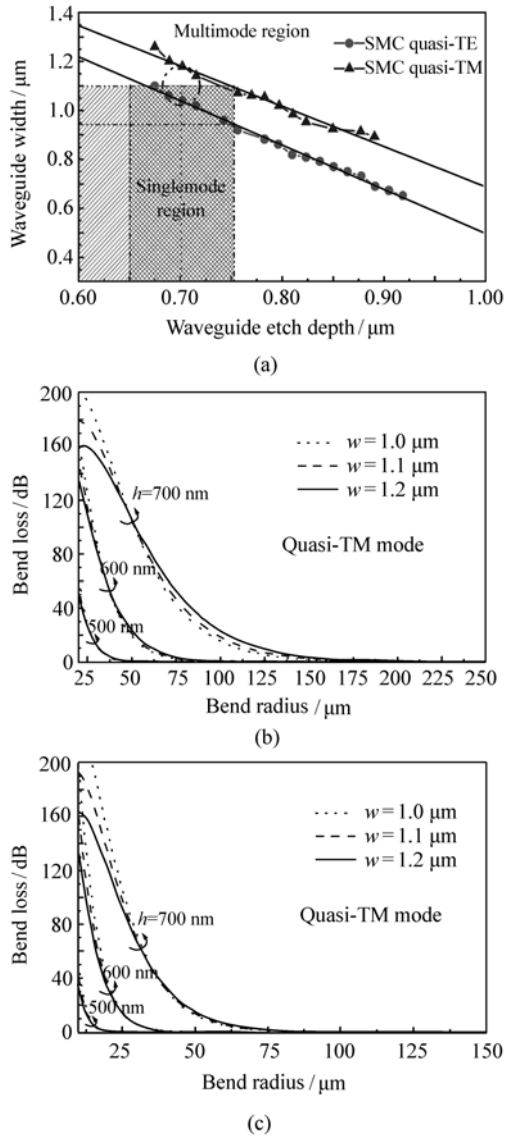 1.4
1.2
1.0
0.8
0.6
0.4
Waveguide width / μm
Multimode region
SMC quasi-TE
SMC quasi-TM
Singlemode
region
0.60 0.70 0.80 0.90 1.00
Waveguide etch depth / μm
(a)
200
160
120
80
40
0
Bend loss / dB
w=1.0 μm
w=1.1 μm
w=1.2 μm
h=700 nm
Quasi-TM mode
600 nm
500 nm
25 50 75 100 125 150 175 200 225 250
Bend radius / μm
(b)
200
160
120
80
40
0
Bend loss / dB
w=1.0 μm
w=1.1 μm
w=1.2 μm
h=700 nm
Quasi-TM mode
600 nm
500 nm
25 50 75 100 125 150
Bend radius / μm
(c)